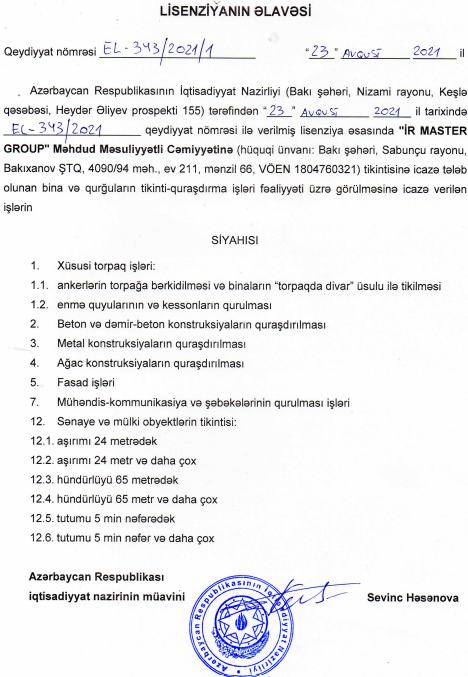 LİSENZİYANIN ƏLAVƏSİ
Qeydiyyat nömrəsi EL-343/2021/1 "23" AVQUST 2021 il
Azərbaycan Respublikasının İqtisadiyyat Nazirliyi (Bakı şəhəri, Nizami rayonu, Keşlə
qəsəbəsi, Heydər Əliyev prospekti 155) tərəfindən "23" AVQUST 2021 il tarixində
EL-343/2021 qeydiyyat nömrəsi ilə verilmiş lisenziya əsasında "İR MASTER
GROUP" Məhdud Məsuliyyətli Cəmiyyətinə (hüquqi ünvanı: Bakı şəhəri, Sabunçu rayonu,
Bakıxanov ŞTQ, 4090/94 məh., ev 211, mənzil 66, VÖEN 1804760321) tikintisinə icazə tələb
olunan bina və qurğuların tikinti-quraşdırma işləri fəaliyyəti üzrə görülməsinə icazə verilən
işlərin
SİYAHISI
1. Xüsusi torpaq işləri:
1.1. ankerlərin torpağa bərkidilməsi və binaların "torpaqda divar" üsulu ilə tikilməsi
1.2. enmə quyularının və kessonların qurulması
2. Beton və dəmir-beton konstruksiyaların quraşdırılması
3. Metal konstruksiyaların quraşdırılması
4. Ağac konstruksiyaların quraşdırılması
5. Fasad işləri
7. Mühəndis-kommunikasiya və şəbəkələrinin qurulması işləri
12. Sənaye və mülki obyektlərin tikintisi:
12.1. aşırımı 24 metrədək
12.2. aşırımı 24 metr və daha çox
12.3. hündürlüyü 65 metrədək
12.4. hündürlüyü 65 metr və daha çox
12.5. tutumu 5 min nəfərədək
12.6. tutumu 5 min nəfər və daha çox
Azərbaycan Respublikası
iqtisadiyyat nazirinin müavini Sevinc Həsənova
Azərbaycan Respublikasının İqtisadiyyat Nazirliyi